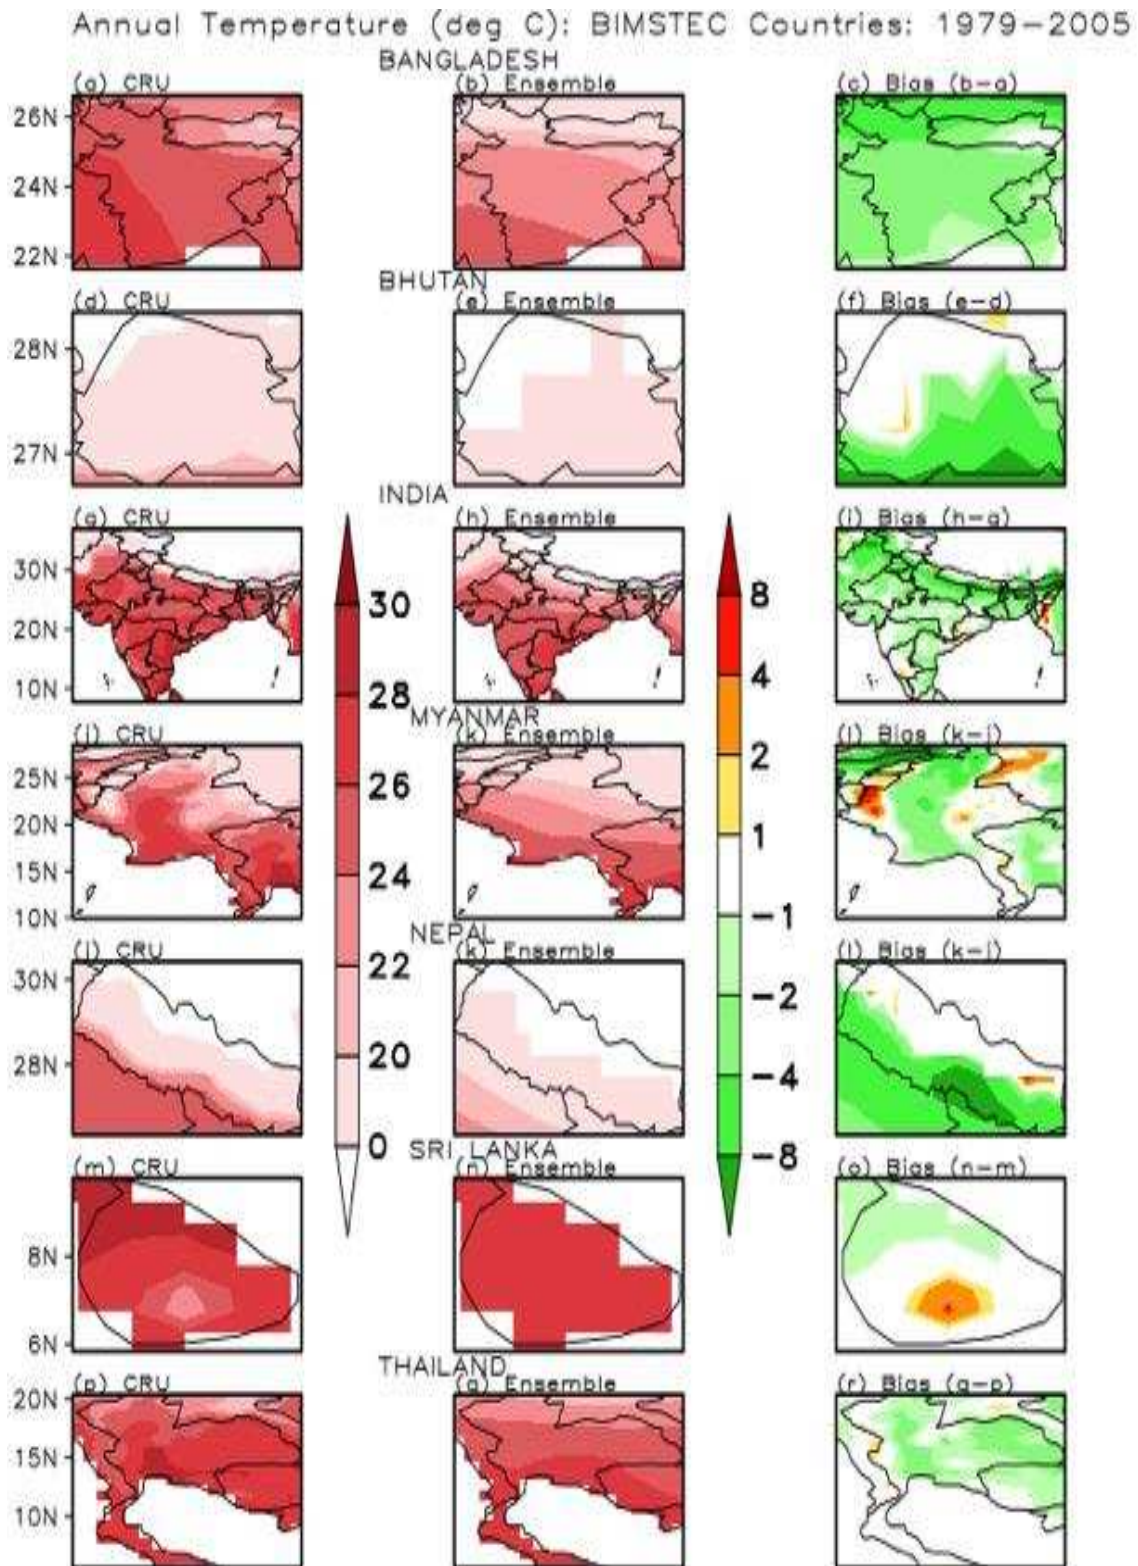 Annual Temperature (deg C): BIMSTEC Countries: 1979-2005
BANGLADESH
(a) CRU
(b) Ensemble
(c) Bias (b-a)
26N
24N
22N
BHUTAN
(d) CRU
(e) Ensemble
(f) Bias (e-d)
28N
27N
INDIA
(g) CRU
(h) Ensemble
(i) Bias (h-g)
30N
20N
10N
MYANMAR
(j) CRU
(k) Ensemble
(l) Bias (k-j)
25N
20N
15N
10N
NEPAL
(j) CRU
(k) Ensemble
(l) Bias (k-j)
30N
28N
SRI LANKA
(m) CRU
(n) Ensemble
(o) Bias (n-m)
8N
6N
THAILAND
(p) CRU
(q) Ensemble
(r) Bias (q-p)
20N
15N
10N
30
28
26
24
22
20
0
8
4
2
1
-1
-2
-4
-8